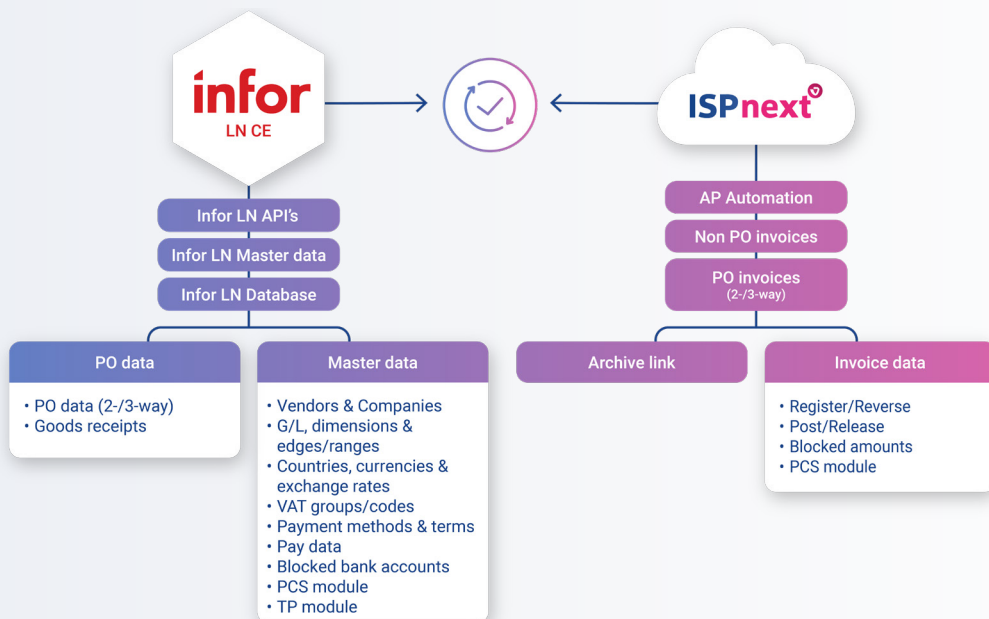 infor
LN CE
ISPnext
Infor LN API's
Infor LN Master data
Infor LN Database
AP Automation
Non PO invoices
PO invoices
(2-/3-way)
PO data
• PO data (2-/3-way)
• Goods receipts
Master data
• Vendors & Companies
• G/L, dimensions &
edges/ranges
• Countries, currencies &
exchange rates
• VAT groups/codes
• Payment methods & terms
• Pay data
• Blocked bank accounts
• PCS module
• TP module
Archive link
Invoice data
• Register/Reverse
• Post/Release
• Blocked amounts
• PCS module